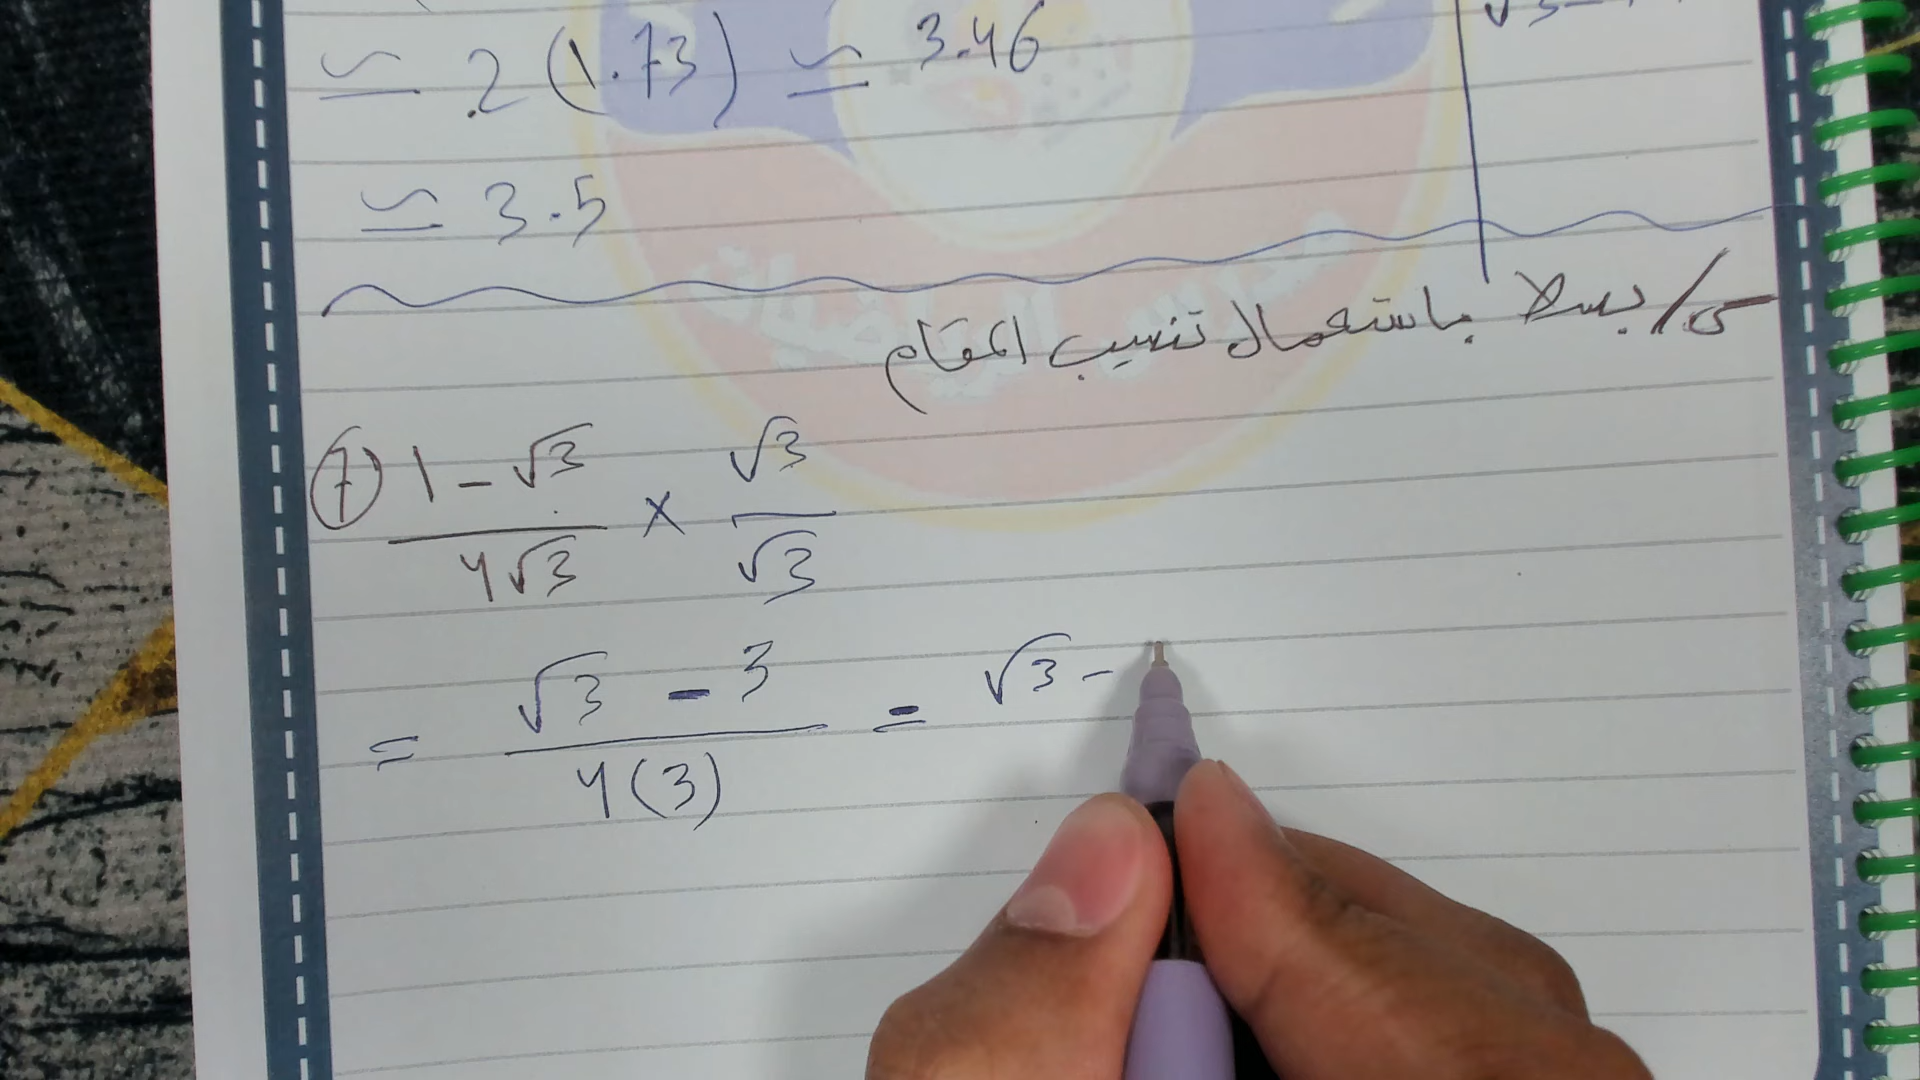 ≃ 2 (1.73) ≃ 3.46
≃ 3.5
س/ بسط باستعمال تنسيب المقام
⑦ (1 - √3) / (4√3) × √3 / √3
= (√3 - 3) / (4(3)) = √3 -